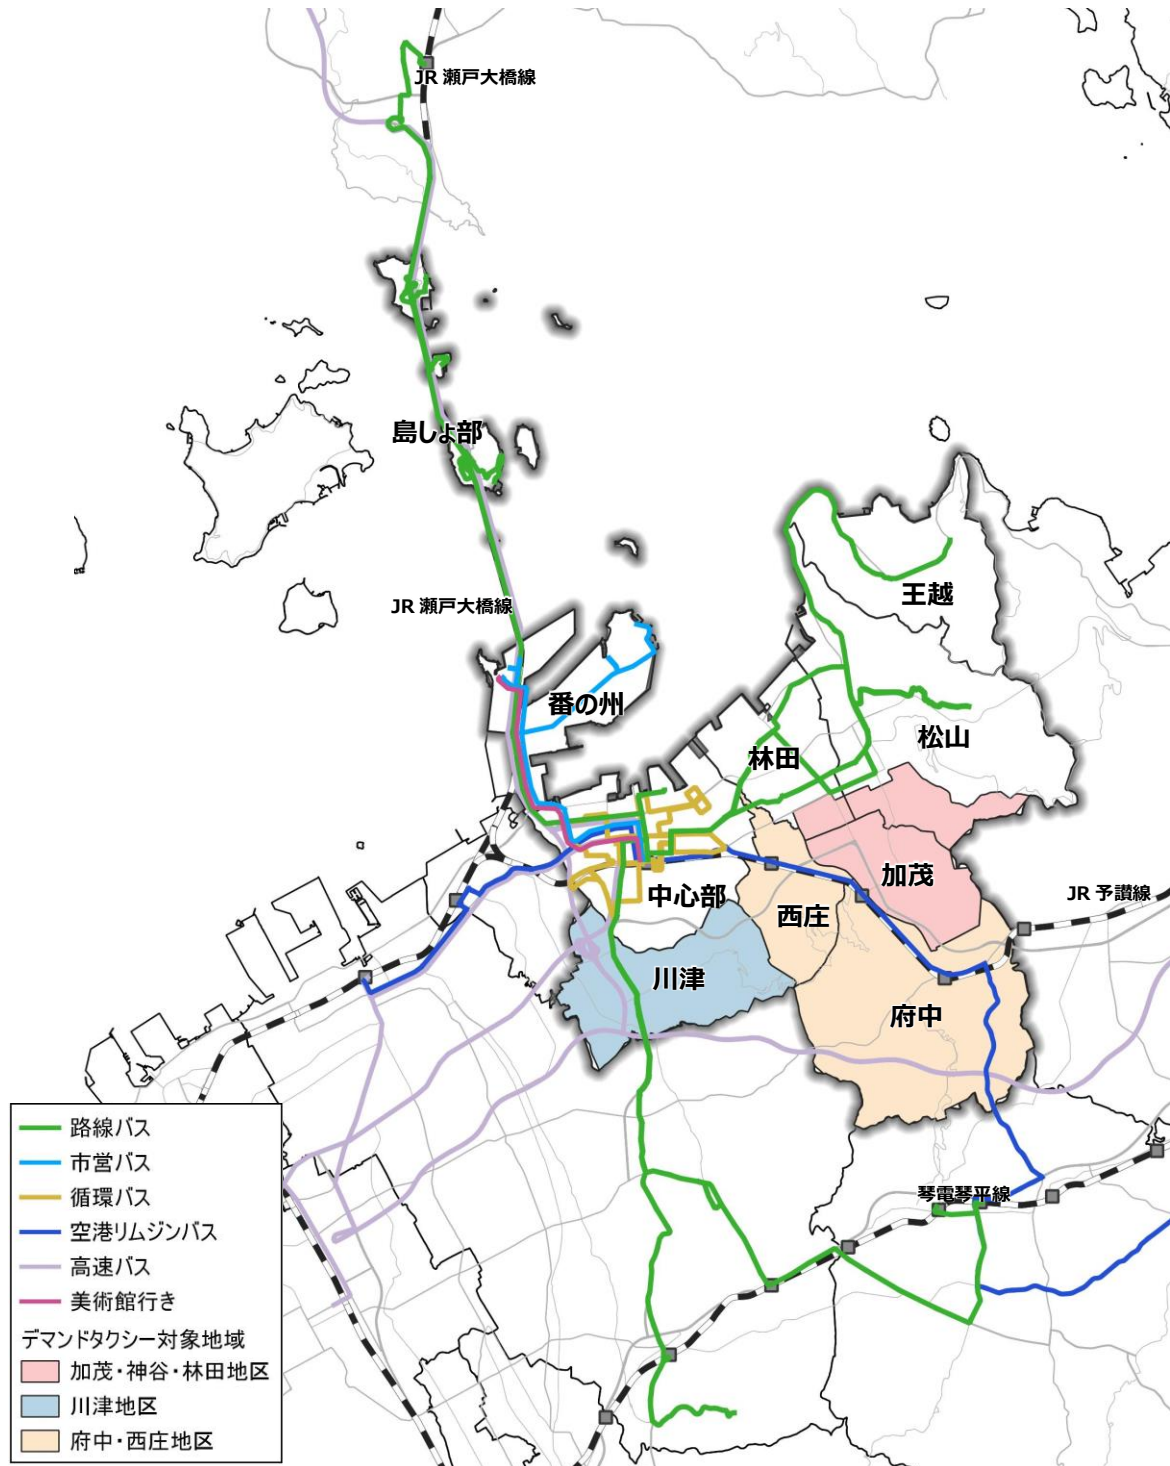 JR 瀬戸大橋線
島しょ部
JR 瀬戸大橋線
王越
番の州
松山
林田
加茂
JR 予讃線
中心部
西庄
川津
府中
琴電琴平線
路線バス
市営バス
循環バス
空港リムジンバス
高速バス
美術館行き
デマンドタクシー対象地域
加茂・神谷・林田地区
川津地区
府中・西庄地区